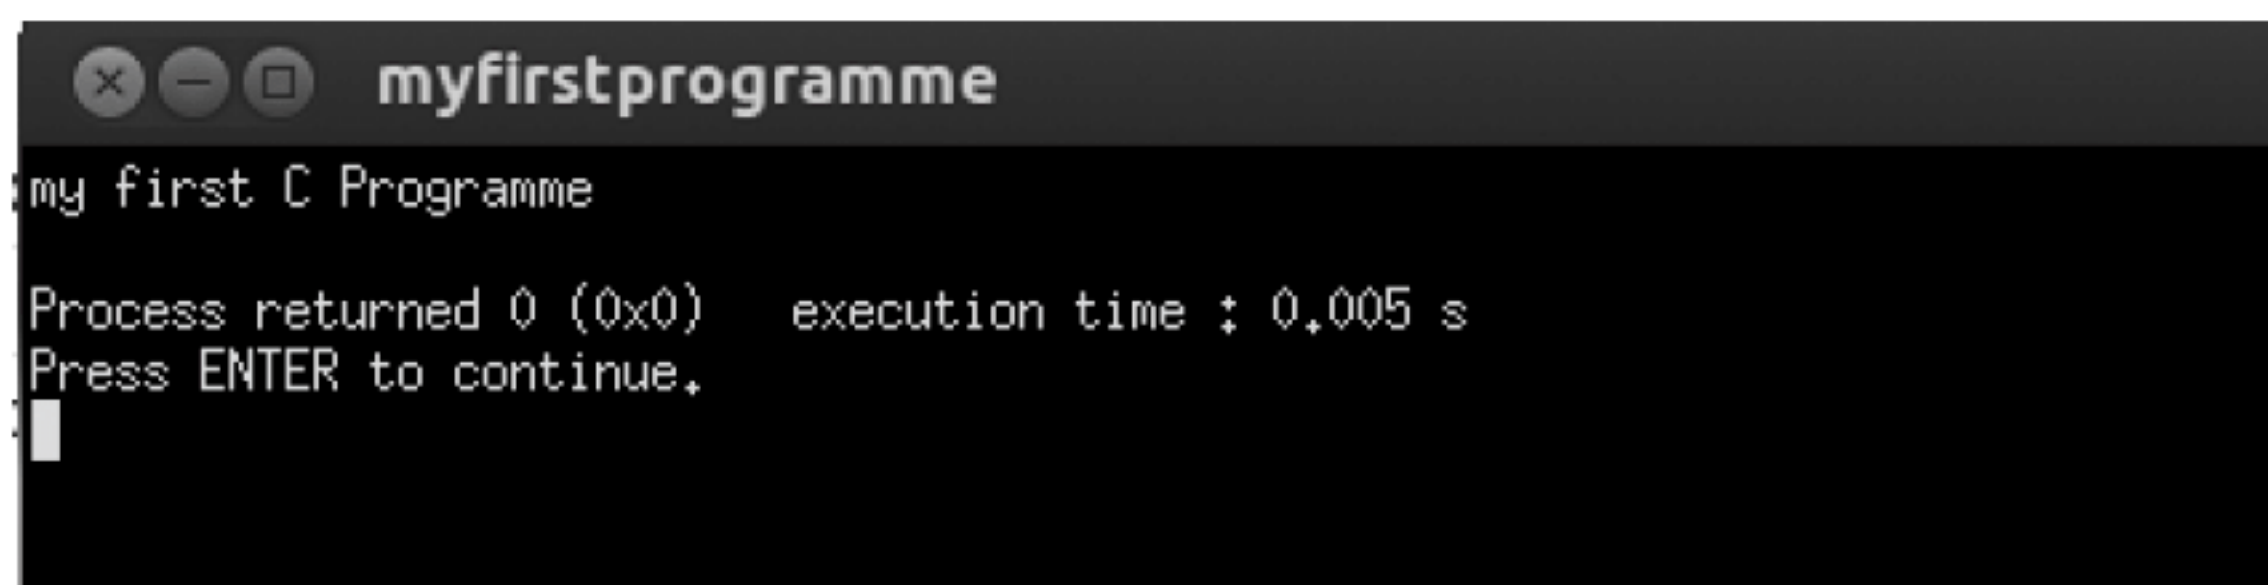 myfirstprogramme
my first C Programme
Process returned 0 (0x0)   execution time : 0.005 s
Press ENTER to continue.